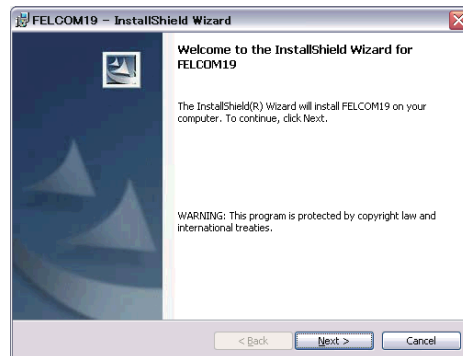 FELCOM19 - InstallShield Wizard
Welcome to the InstallShield Wizard for
FELCOM19
The InstallShield(R) Wizard will install FELCOM19 on your
computer. To continue, click Next.
WARNING: This program is protected by copyright law and
international treaties.
< Back
Next >
Cancel